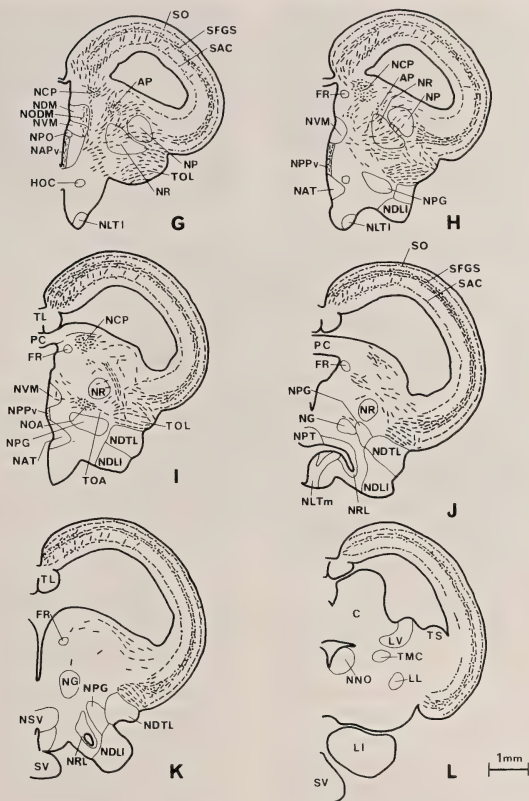 SO
SFGS
SAC
NCP
AP
NDM
NODM
NVM
NPO
NAPv
HOC
NP
TOL
NR
NLTl
G
NCP
AP
NR
NP
FR
NVM
NPPv
NAT
NPG
NDLI
NLTl
H
TL
PC
NCP
FR
NR
NVM
NPPv
NOA
NPG
NAT
TOL
NDTL
NDLI
TOA
I
SO
SFGS
SAC
TL
PC
FR
NPG
NR
NG
NPT
NDTL
NDLI
NLTm
NRL
J
TL
FR
NG
NPG
NSV
NDTL
NDLI
NRL
SV
K
C
LV
TS
TMC
NNO
LL
LI
SV
L
1mm